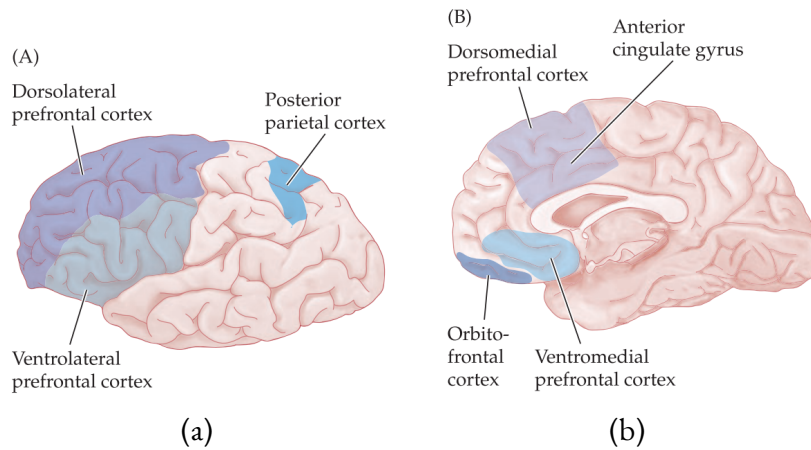 (A)
Dorsolateral
prefrontal cortex
Posterior
parietal cortex
Ventrolateral
prefrontal cortex
(a)
(B)
Anterior
cingulate gyrus
Dorsomedial
prefrontal cortex
Orbito-
frontal
cortex
Ventromedial
prefrontal cortex
(b)